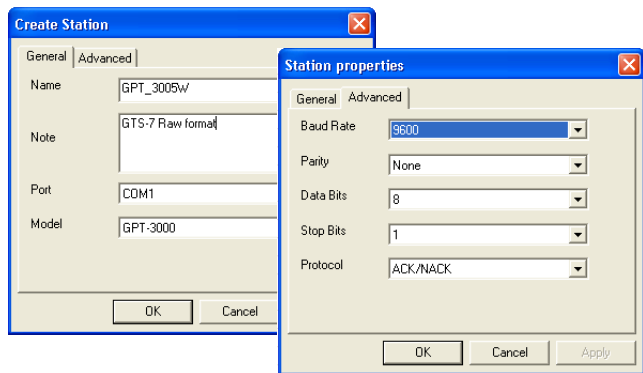 Create Station
General Advanced
Name GPT_3005W
Note GTS-7 Raw format
Port COM1
Model GPT-3000
OK Cancel
Station properties
General Advanced
Baud Rate 9600
Parity None
Data Bits 8
Stop Bits 1
Protocol ACK/NACK
OK Cancel Apply